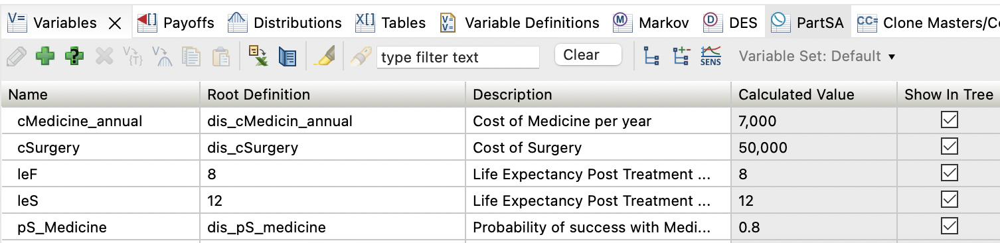 V= Variables X Payoffs Distributions X[] Tables V= V= Variable Definitions M Markov D DES PartSA CC= Clone Masters/Co
V {T} V type filter text Clear SENS Variable Set: Default
Name Root Definition Description Calculated Value Show In Tree
cMedicine_annual dis_cMedicin_annual Cost of Medicine per year 7,000
cSurgery dis_cSurgery Cost of Surgery 50,000
leF 8 Life Expectancy Post Treatment ... 8
leS 12 Life Expectancy Post Treatment ... 12
pS_Medicine dis_pS_medicine Probability of success with Medi... 0.8